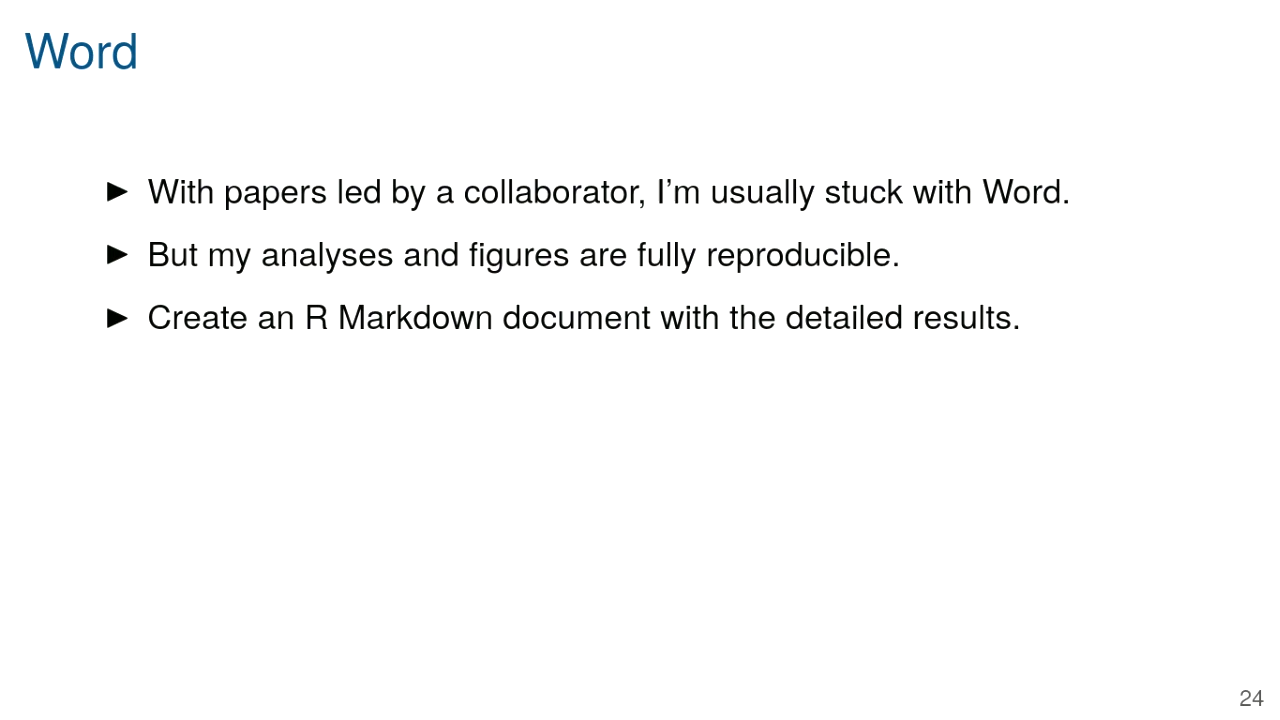 Word
▶ With papers led by a collaborator, I’m usually stuck with Word.
▶ But my analyses and figures are fully reproducible.
▶ Create an R Markdown document with the detailed results.
24